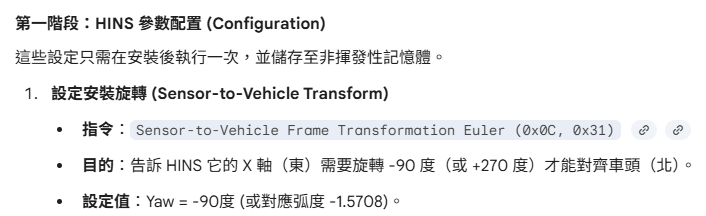 第一階段：HINS 參數配置 (Configuration)
這些設定只需在安裝後執行一次，並儲存至非揮發性記憶體。
1. 設定安裝旋轉 (Sensor-to-Vehicle Transform)
• 指令：Sensor-to-Vehicle Frame Transformation Euler (0x0C, 0x31)
• 目的：告訴 HINS 它的 X 軸（東）需要旋轉 -90 度（或 +270 度）才能對齊車頭（北）。
• 設定值：Yaw = -90度 (或對應弧度 -1.5708)。